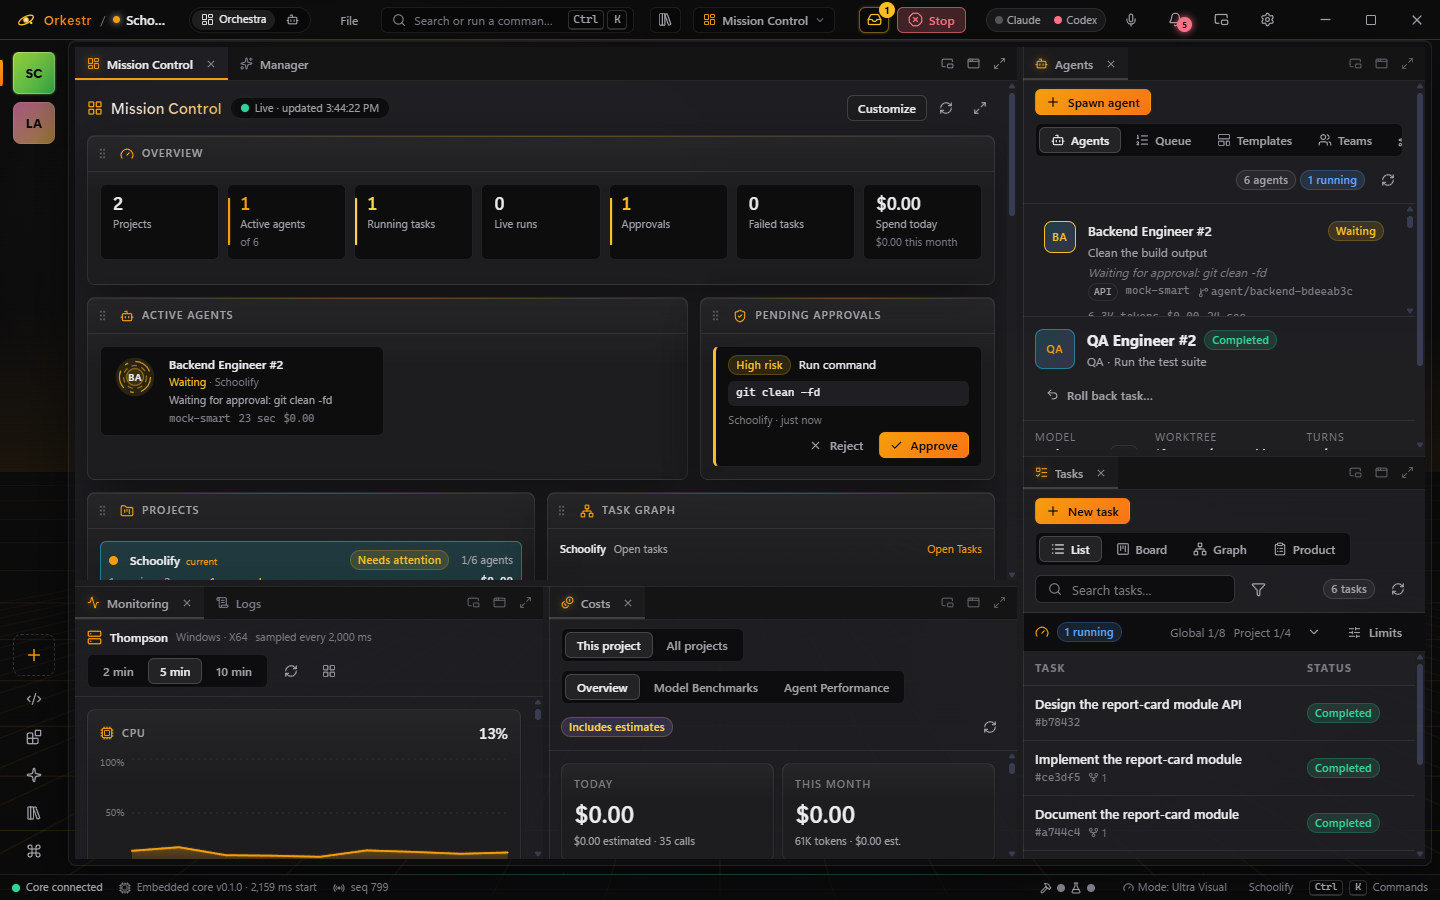 Orkestr / Scho...
Orchestra
File
Search or run a comman... Ctrl K
Mission Control
1
Stop
Claude Codex
5
SC
LA
Mission Control
Manager
Mission Control
Live · updated 3:44:22 PM
Customize
OVERVIEW
2
Projects
1
Active agents
of 6
1
Running tasks
0
Live runs
1
Approvals
0
Failed tasks
$0.00
Spend today
$0.00 this month
ACTIVE AGENTS
BA
Backend Engineer #2
Waiting · Schoolify
Waiting for approval: git clean -fd
mock-smart 23 sec $0.00
PENDING APPROVALS
High risk Run command
git clean -fd
Schoolify · just now
Reject
Approve
PROJECTS
Schoolify current
Needs attention
1/6 agents
TASK GRAPH
Schoolify Open tasks
Open Tasks
Monitoring
Logs
Thompson Windows · X64 sampled every 2,000 ms
2 min 5 min 10 min
CPU
13%
100%
50%
Costs
This project All projects
Overview Model Benchmarks Agent Performance
Includes estimates
TODAY
$0.00
$0.00 estimated · 35 calls
THIS MONTH
$0.00
61K tokens · $0.00 est.
Agents
Spawn agent
Agents Queue Templates Teams
6 agents 1 running
BA
Backend Engineer #2
Waiting
Clean the build output
Waiting for approval: git clean -fd
API mock-smart agent/backend-bdeeab3c
QA
QA Engineer #2 Completed
QA · Run the test suite
Roll back task...
MODEL WORKTREE TURNS
Tasks
New task
List Board Graph Product
Search tasks...
6 tasks
1 running
Global 1/8 Project 1/4
Limits
TASK STATUS
Design the report-card module API
#b78432
Completed
Implement the report-card module
#ce3df5 1
Completed
Document the report-card module
#a744c4 1
Completed
Core connected
Embedded core v0.1.0 · 2,159 ms start
seq 799
Mode: Ultra Visual
Schoolify
Ctrl K Commands